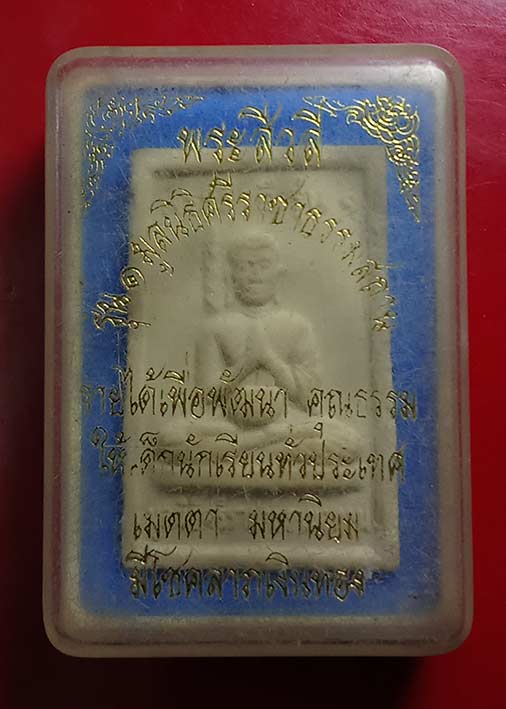 พระสีวลี
รุ่น ๑ มูลนิธิศรีราชาธรรมสถาน
รายได้เพื่อพัฒนา คุณธรรม
ให้เด็กนักเรียนทั่วประเทศ
เมตตา มหานิยม
มีโชคลาภเงินทอง